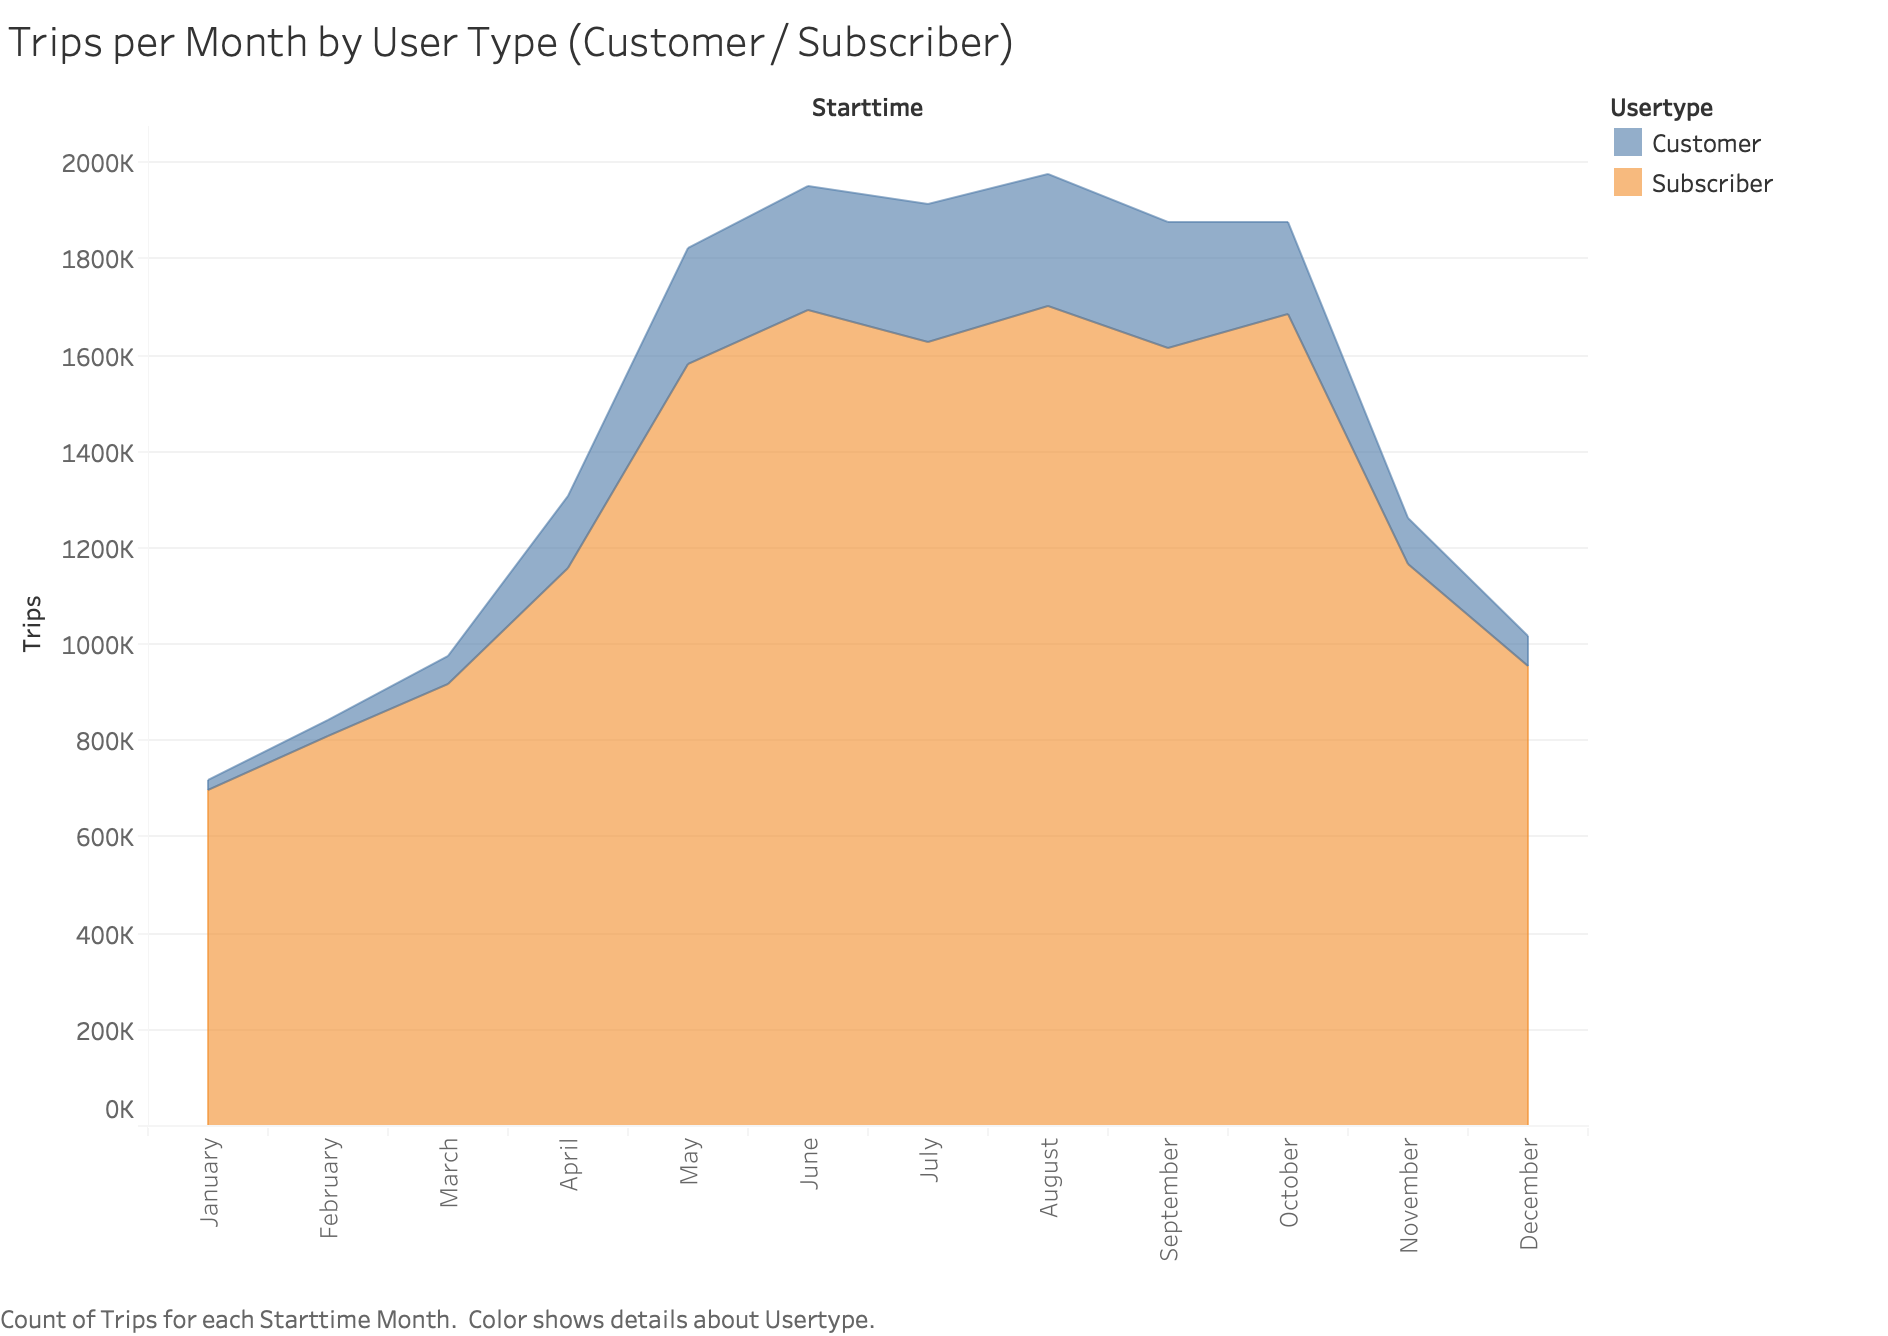 Trips per Month by User Type (Customer / Subscriber)
Starttime
Usertype
Customer
Subscriber
2000K
1800K
1600K
1400K
1200K
1000K
800K
600K
400K
200K
0K
Trips
January
February
March
April
May
June
July
August
September
October
November
December
Count of Trips for each Starttime Month.  Color shows details about Usertype.